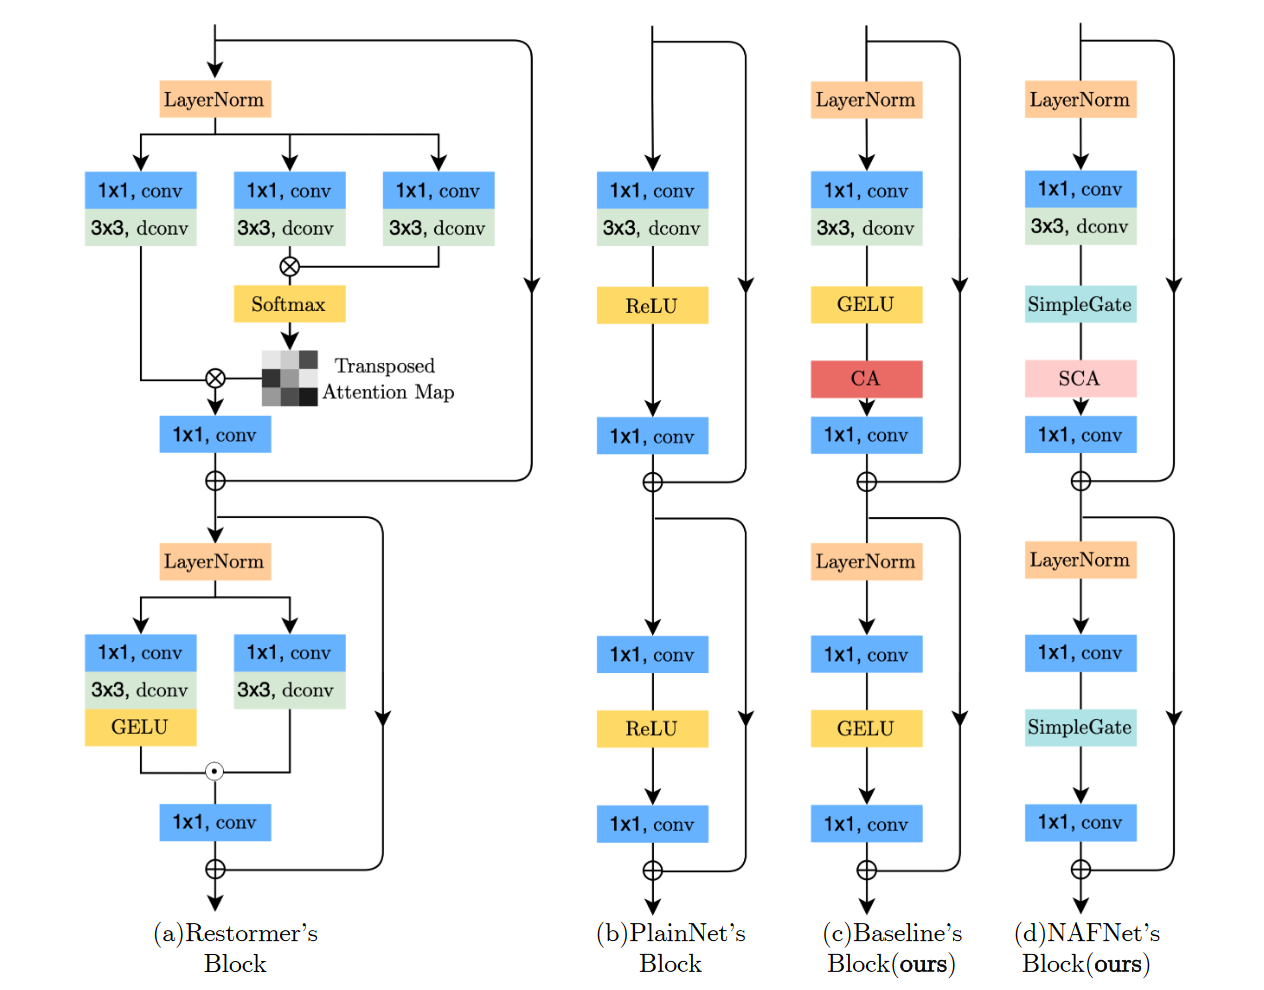 LayerNorm
1x1, conv
1x1, conv
1x1, conv
3x3, dconv
3x3, dconv
3x3, dconv
Softmax
Transposed
Attention Map
1x1, conv
LayerNorm
1x1, conv
1x1, conv
3x3, dconv
3x3, dconv
GELU
1x1, conv
(a)Restormer's
Block
1x1, conv
3x3, dconv
ReLU
1x1, conv
1x1, conv
ReLU
1x1, conv
(b)PlainNet's
Block
LayerNorm
1x1, conv
3x3, dconv
GELU
CA
1x1, conv
LayerNorm
1x1, conv
GELU
1x1, conv
(c)Baseline's
Block(ours)
LayerNorm
1x1, conv
3x3, dconv
SimpleGate
SCA
1x1, conv
LayerNorm
1x1, conv
SimpleGate
1x1, conv
(d)NAFNet's
Block(ours)